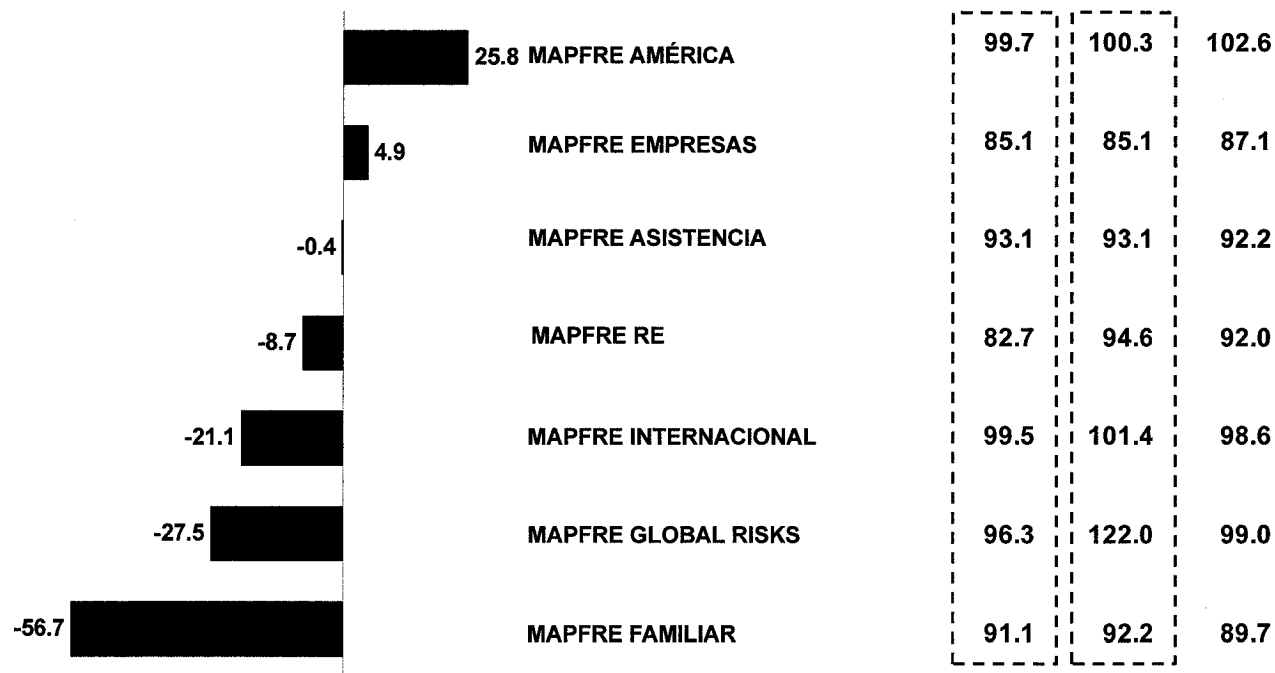 25.8 MAPFRE AMÉRICA 99.7 100.3 102.6
4.9 MAPFRE EMPRESAS 85.1 85.1 87.1
-0.4 MAPFRE ASISTENCIA 93.1 93.1 92.2
-8.7 MAPFRE RE 82.7 94.6 92.0
-21.1 MAPFRE INTERNACIONAL 99.5 101.4 98.6
-27.5 MAPFRE GLOBAL RISKS 96.3 122.0 99.0
-56.7 MAPFRE FAMILIAR 91.1 92.2 89.7